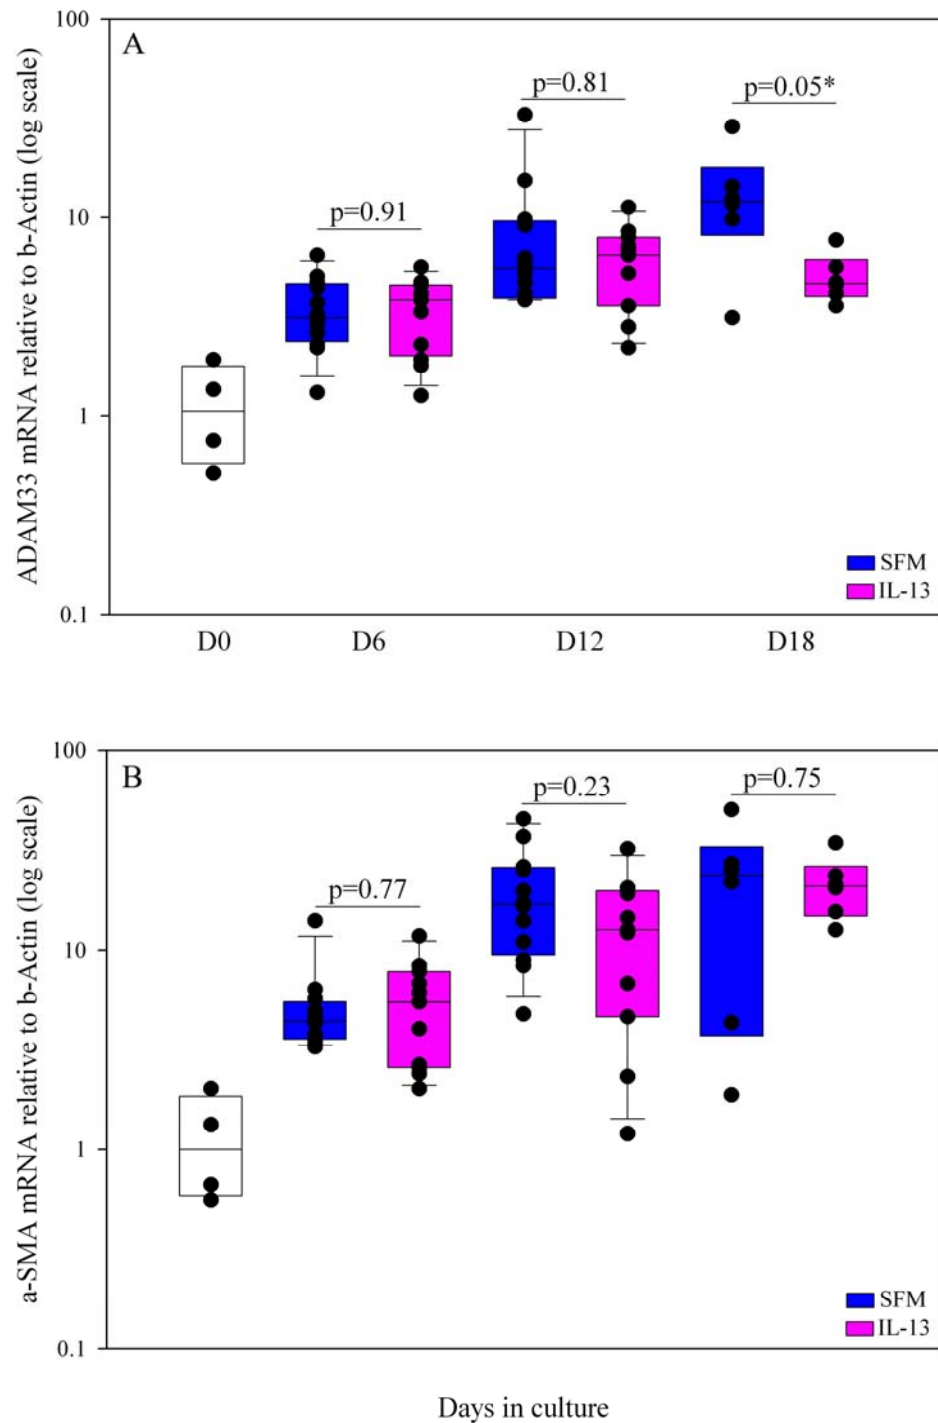 A
ADAM33 mRNA relative to b-Actin (log scale)
100
10
1
0.1
p=0.91
p=0.81
p=0.05*
SFM
IL-13
D0 D6 D12 D18
B
a-SMA mRNA relative to b-Actin (log scale)
100
10
1
0.1
p=0.77
p=0.23
p=0.75
SFM
IL-13
Days in culture